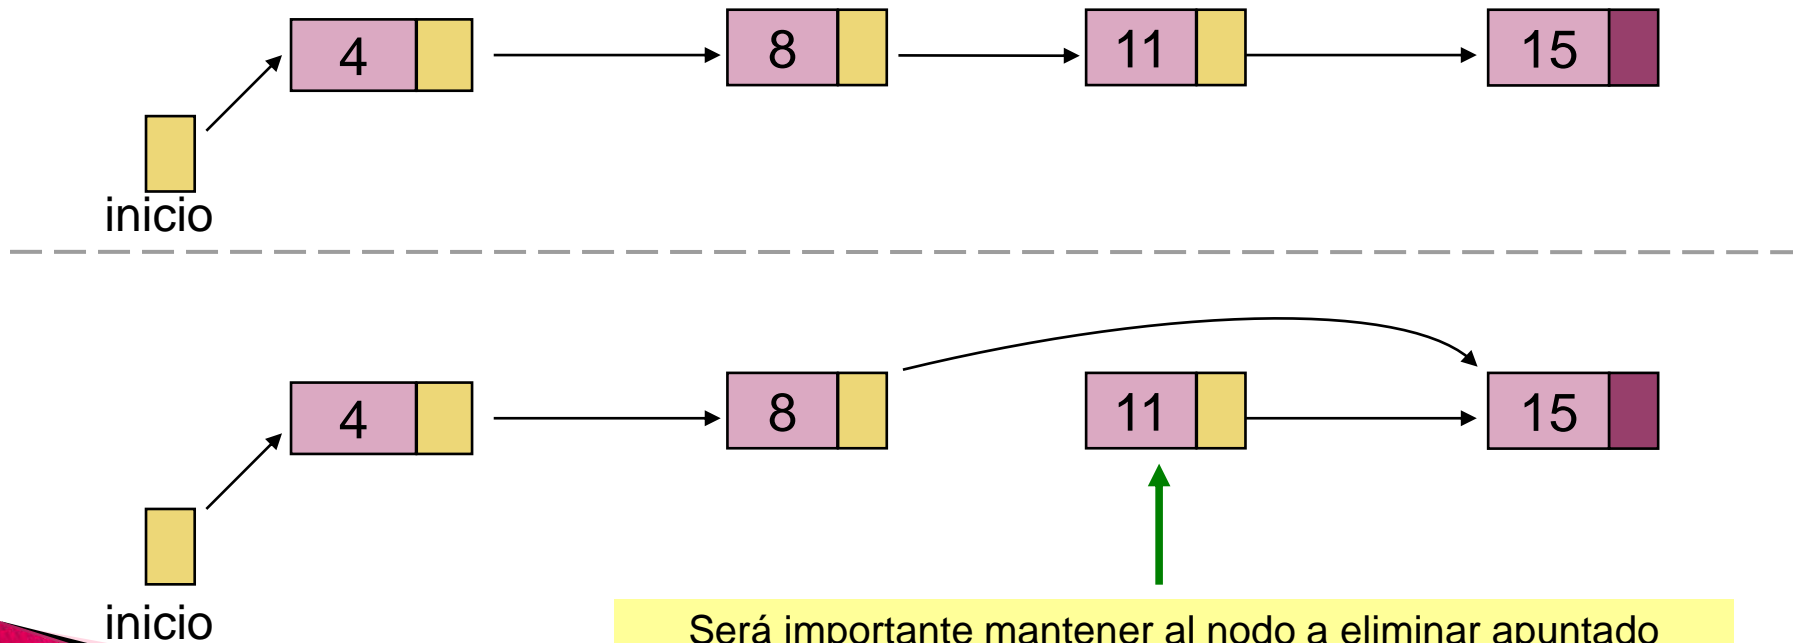 4 8 11 15
inicio
4 8 11 15
inicio
Será importante mantener al nodo a eliminar apuntado